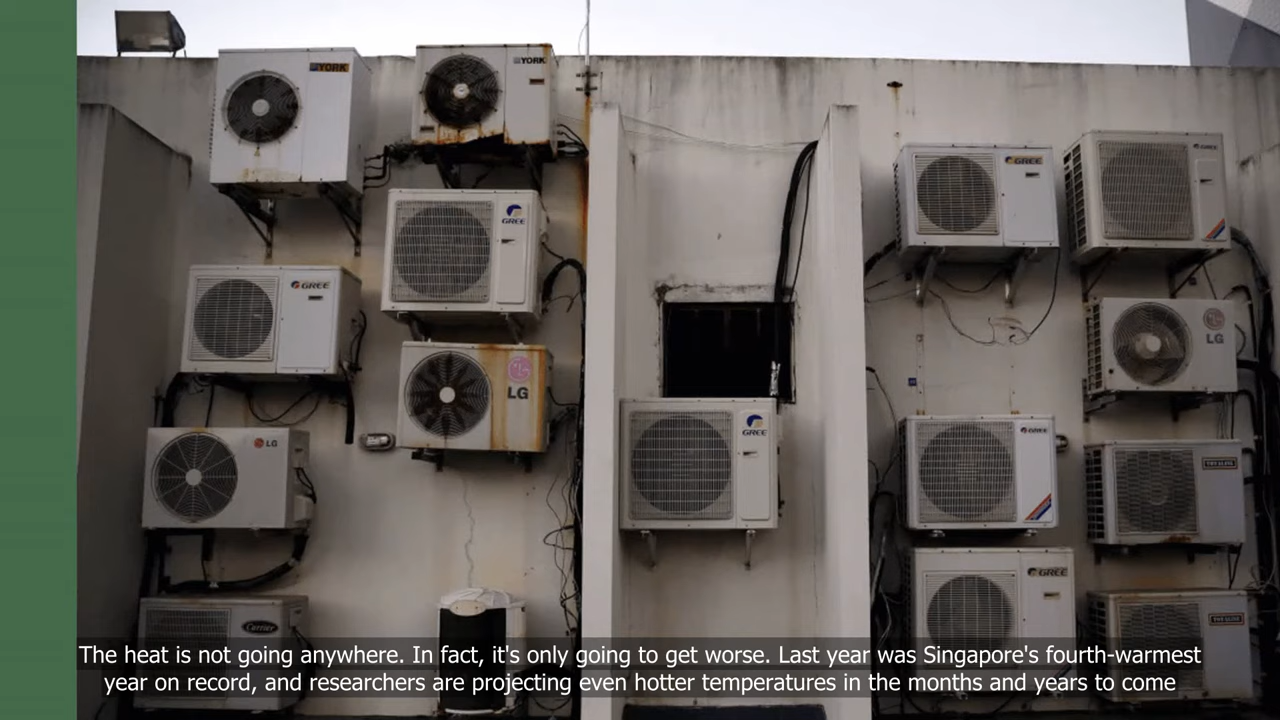 YORK
YORK
GREE
GREE
GREE
GREE
LG
LG
LG
GREE
GREE
LG
Carrier
GREE
The heat is not going anywhere. In fact, it's only going to get worse. Last year was Singapore's fourth-warmest
year on record, and researchers are projecting even hotter temperatures in the months and years to come